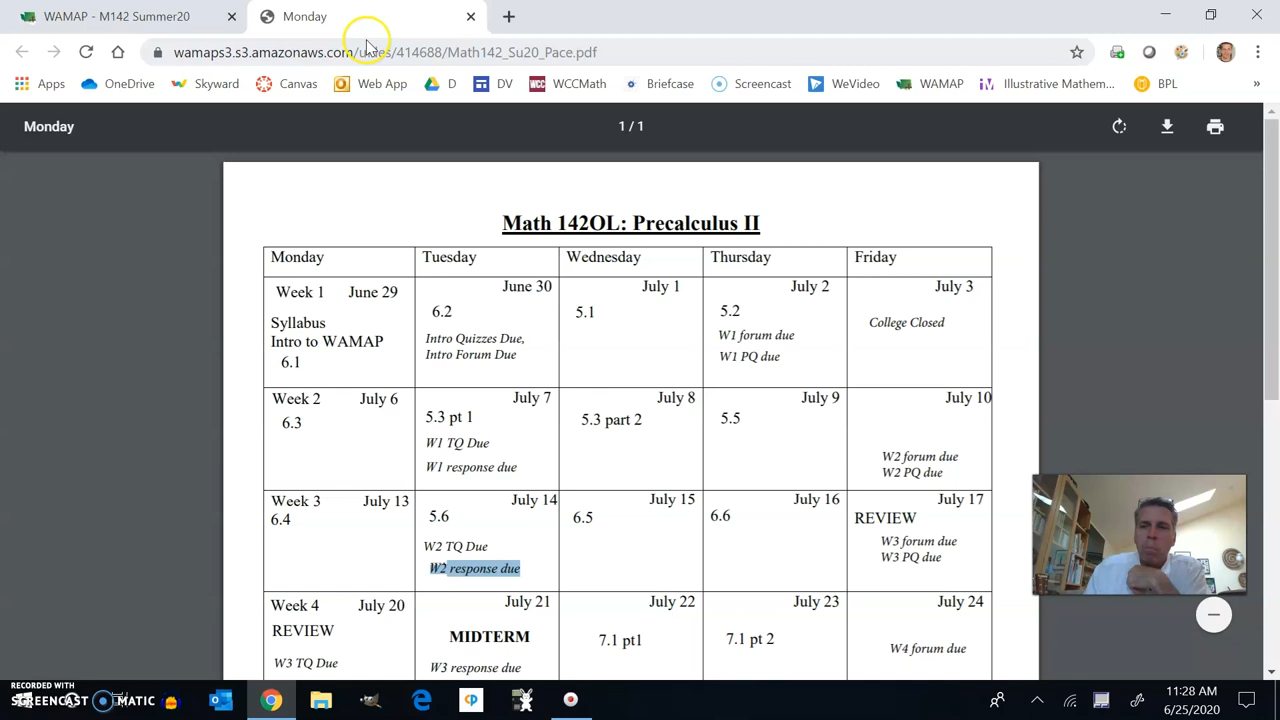 WAMAP - M142 Summer20
Monday
wamaps3.s3.amazonaws.com/ufiles/414688/Math142_Su20_Pace.pdf
Apps OneDrive Skyward Canvas Web App D DV WCCMath Briefcase Screencast WeVideo WAMAP Illustrative Mathem... BPL »
Monday
1 / 1
Math 142OL: Precalculus II
Monday Tuesday Wednesday Thursday Friday
Week 1 June 29
Syllabus
Intro to WAMAP
6.1
June 30
6.2
Intro Quizzes Due,
Intro Forum Due
July 1
5.1
July 2
5.2
W1 forum due
W1 PQ due
July 3
College Closed
Week 2 July 6
6.3
July 7
5.3 pt 1
W1 TQ Due
W1 response due
July 8
5.3 part 2
July 9
5.5
July 10
W2 forum due
W2 PQ due
Week 3 July 13
6.4
July 14
5.6
W2 TQ Due
W2 response due
July 15
6.5
July 16
6.6
July 17
REVIEW
W3 forum due
W3 PQ due
Week 4 July 20
REVIEW
W3 TQ Due
July 21
MIDTERM
W3 response due
July 22
7.1 pt1
July 23
7.1 pt 2
July 24
W4 forum due
RECORDED WITH
SCREENCAST MATIC
11:28 AM
6/25/2020